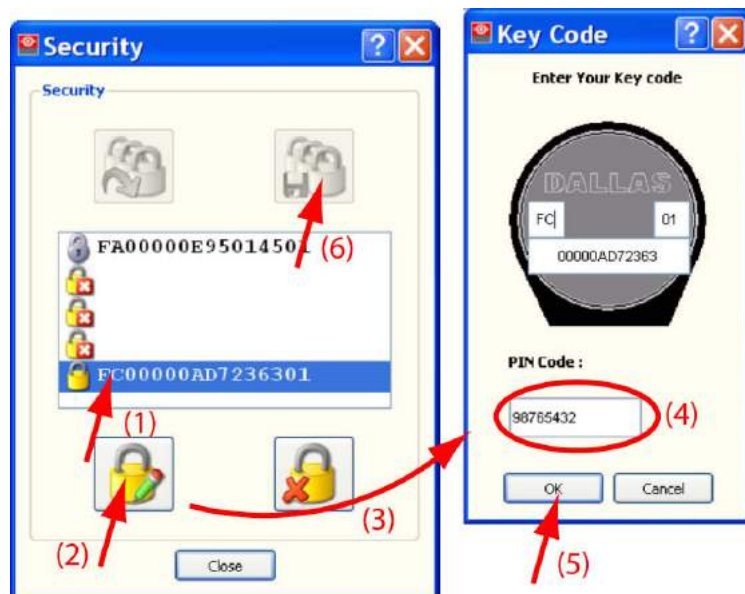 Security
Security
FA00000E95014501
(6)
FC00000AD7236301
(1)
(2)
(3)
Close
Key Code
Enter Your Key code
DALLAS
FC 01
00000AD72363
PIN Code :
98765432
(4)
OK Cancel
(5)